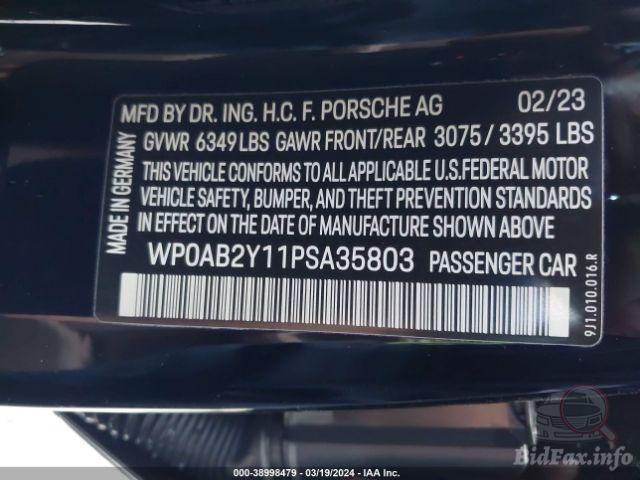 MFD BY DR. ING. H.C. F. PORSCHE AG 02/23
GVWR 6349LBS GAWR FRONT/REAR 3075/3395 LBS
THIS VEHICLE CONFORMS TO ALL APPLICABLE U.S.FEDERAL MOTOR
VEHICLE SAFETY, BUMPER, AND THEFT PREVENTION STANDARDS
IN EFFECT ON THE DATE OF MANUFACTURE SHOWN ABOVE.
WP0AB2Y11PSA35803 PASSENGER CAR
MADE IN GERMANY
9J1.010.016.R
BidFax.info
000-38998479 - 03/19/2024 - IAA Inc.